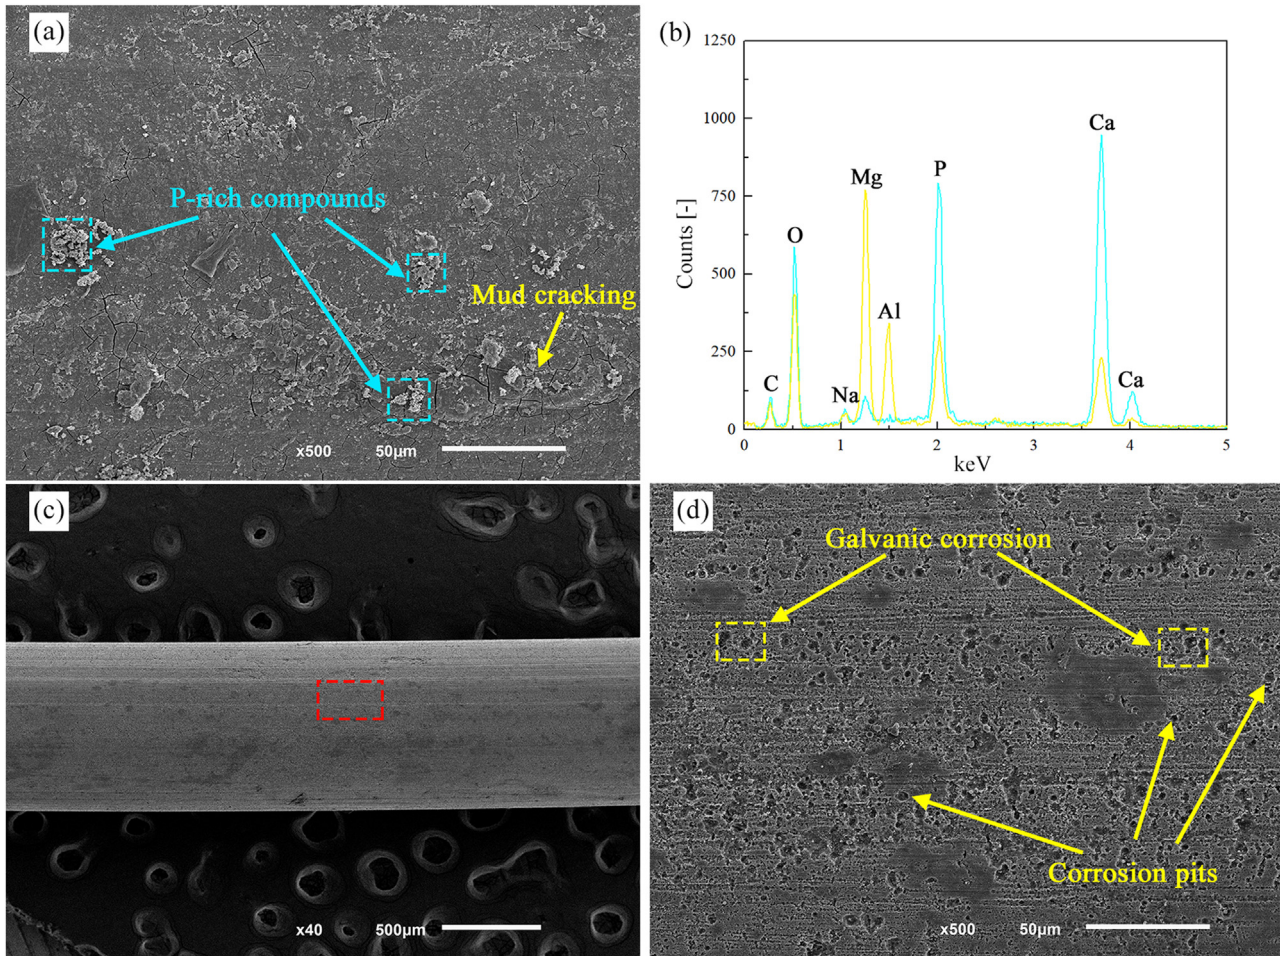 (a)
P-rich compounds
Mud cracking
x500 50μm
(b)
1250
1000
750
500
250
0
Counts [-]
C
O
Na
Mg
Al
P
Ca
Ca
0 1 2 3 4 5
keV
(c)
x40 500μm
(d)
Galvanic corrosion
Corrosion pits
x500 50μm